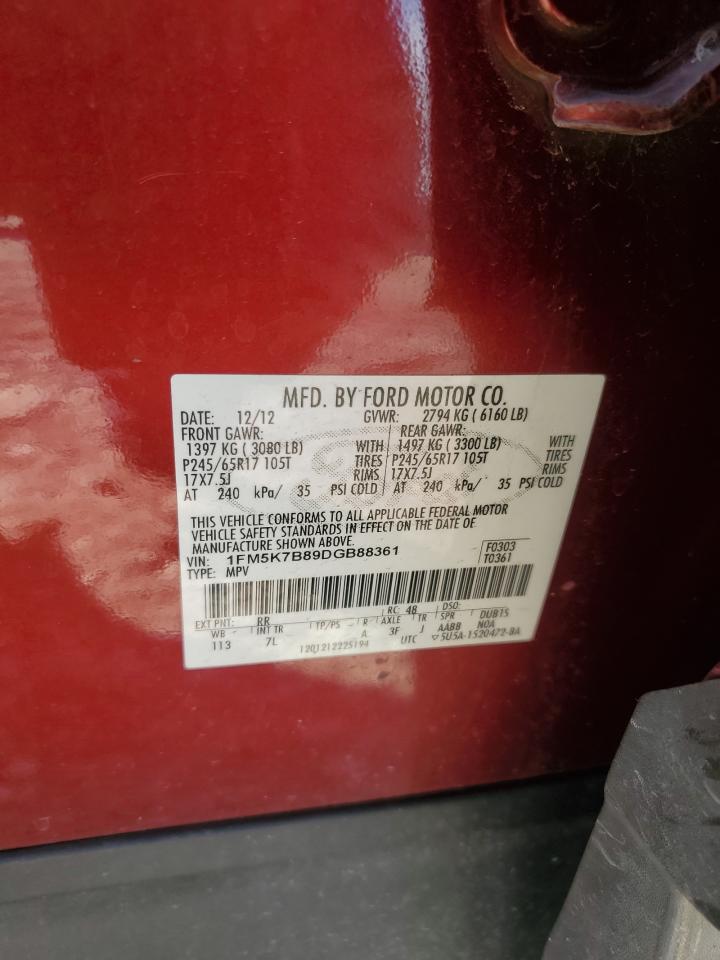 MFD. BY FORD MOTOR CO.
DATE: 12/12 GVWR: 2794 KG ( 6160 LB)
FRONT GAWR: REAR GAWR:
1397 KG ( 3080 LB) WITH 1497 KG ( 3300 LB) WITH
P245/65R17 105T TIRES P245/65R17 105T TIRES
17X7.5J RIMS 17X7.5J RIMS
AT 240 kPa/ 35 PSI COLD AT 240 kPa/ 35 PSI COLD
THIS VEHICLE CONFORMS TO ALL APPLICABLE FEDERAL MOTOR
VEHICLE SAFETY STANDARDS IN EFFECT ON THE DATE OF
MANUFACTURE SHOWN ABOVE.
VIN: 1FM5K7B89DGB88361 F0303
TYPE: MPV T0361
EXT PNT: RR RC: 48 DSO:
WB INT TR TP/PS R AXLE TR SPR DUB15
113 7L A 3F J AABB NOA
1201212225194 UTC ▽5U5A-1520472-BA